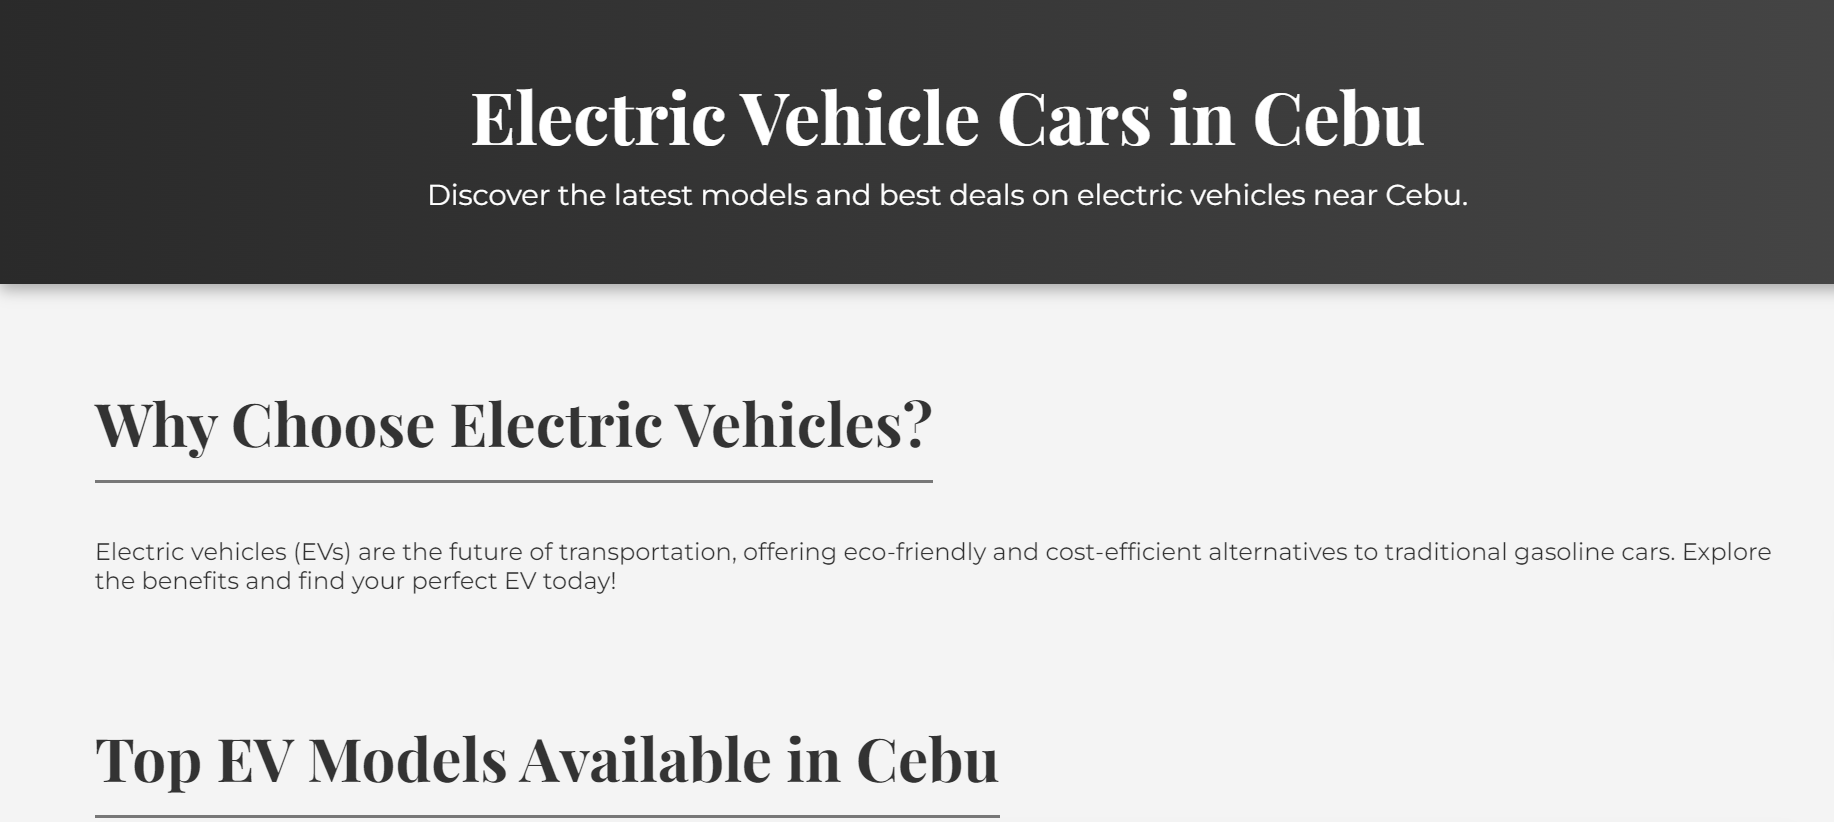 Electric Vehicle Cars in Cebu
Discover the latest models and best deals on electric vehicles near Cebu.
Why Choose Electric Vehicles?
Electric vehicles (EVs) are the future of transportation, offering eco-friendly and cost-efficient alternatives to traditional gasoline cars. Explore
the benefits and find your perfect EV today!
Top EV Models Available in Cebu